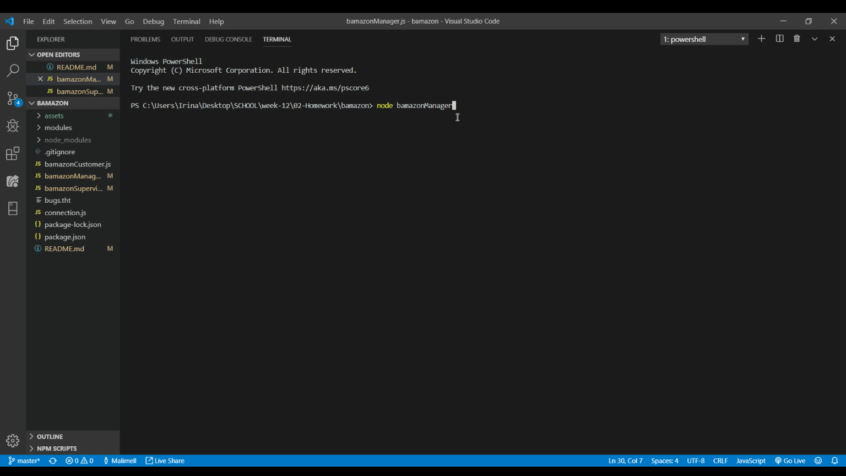 File Edit Selection View Go Debug Terminal Help
bamazonManager.js - bamazon - Visual Studio Code
EXPLORER
OPEN EDITORS
README.md M
JS bamazonMa... M
JS bamazonSup... M
BAMAZON
assets
modules
node_modules
.gitignore
JS bamazonCustomer.js
JS bamazonManag... M
JS bamazonSupervi... M
bugs.tht
JS connection.js
{} package-lock.json
{} package.json
README.md M
OUTLINE
NPM SCRIPTS
4
PROBLEMS OUTPUT DEBUG CONSOLE TERMINAL
1: powershell
Windows PowerShell
Copyright (C) Microsoft Corporation. All rights reserved.
Try the new cross-platform PowerShell https://aka.ms/pscore6
PS C:\Users\Irina\Desktop\SCHOOL\week-12\02-Homework\bamazon> node bamazonManager
master* 0 0 Malimell Live Share
Ln 30, Col 7 Spaces: 4 UTF-8 CRLF JavaScript Go Live